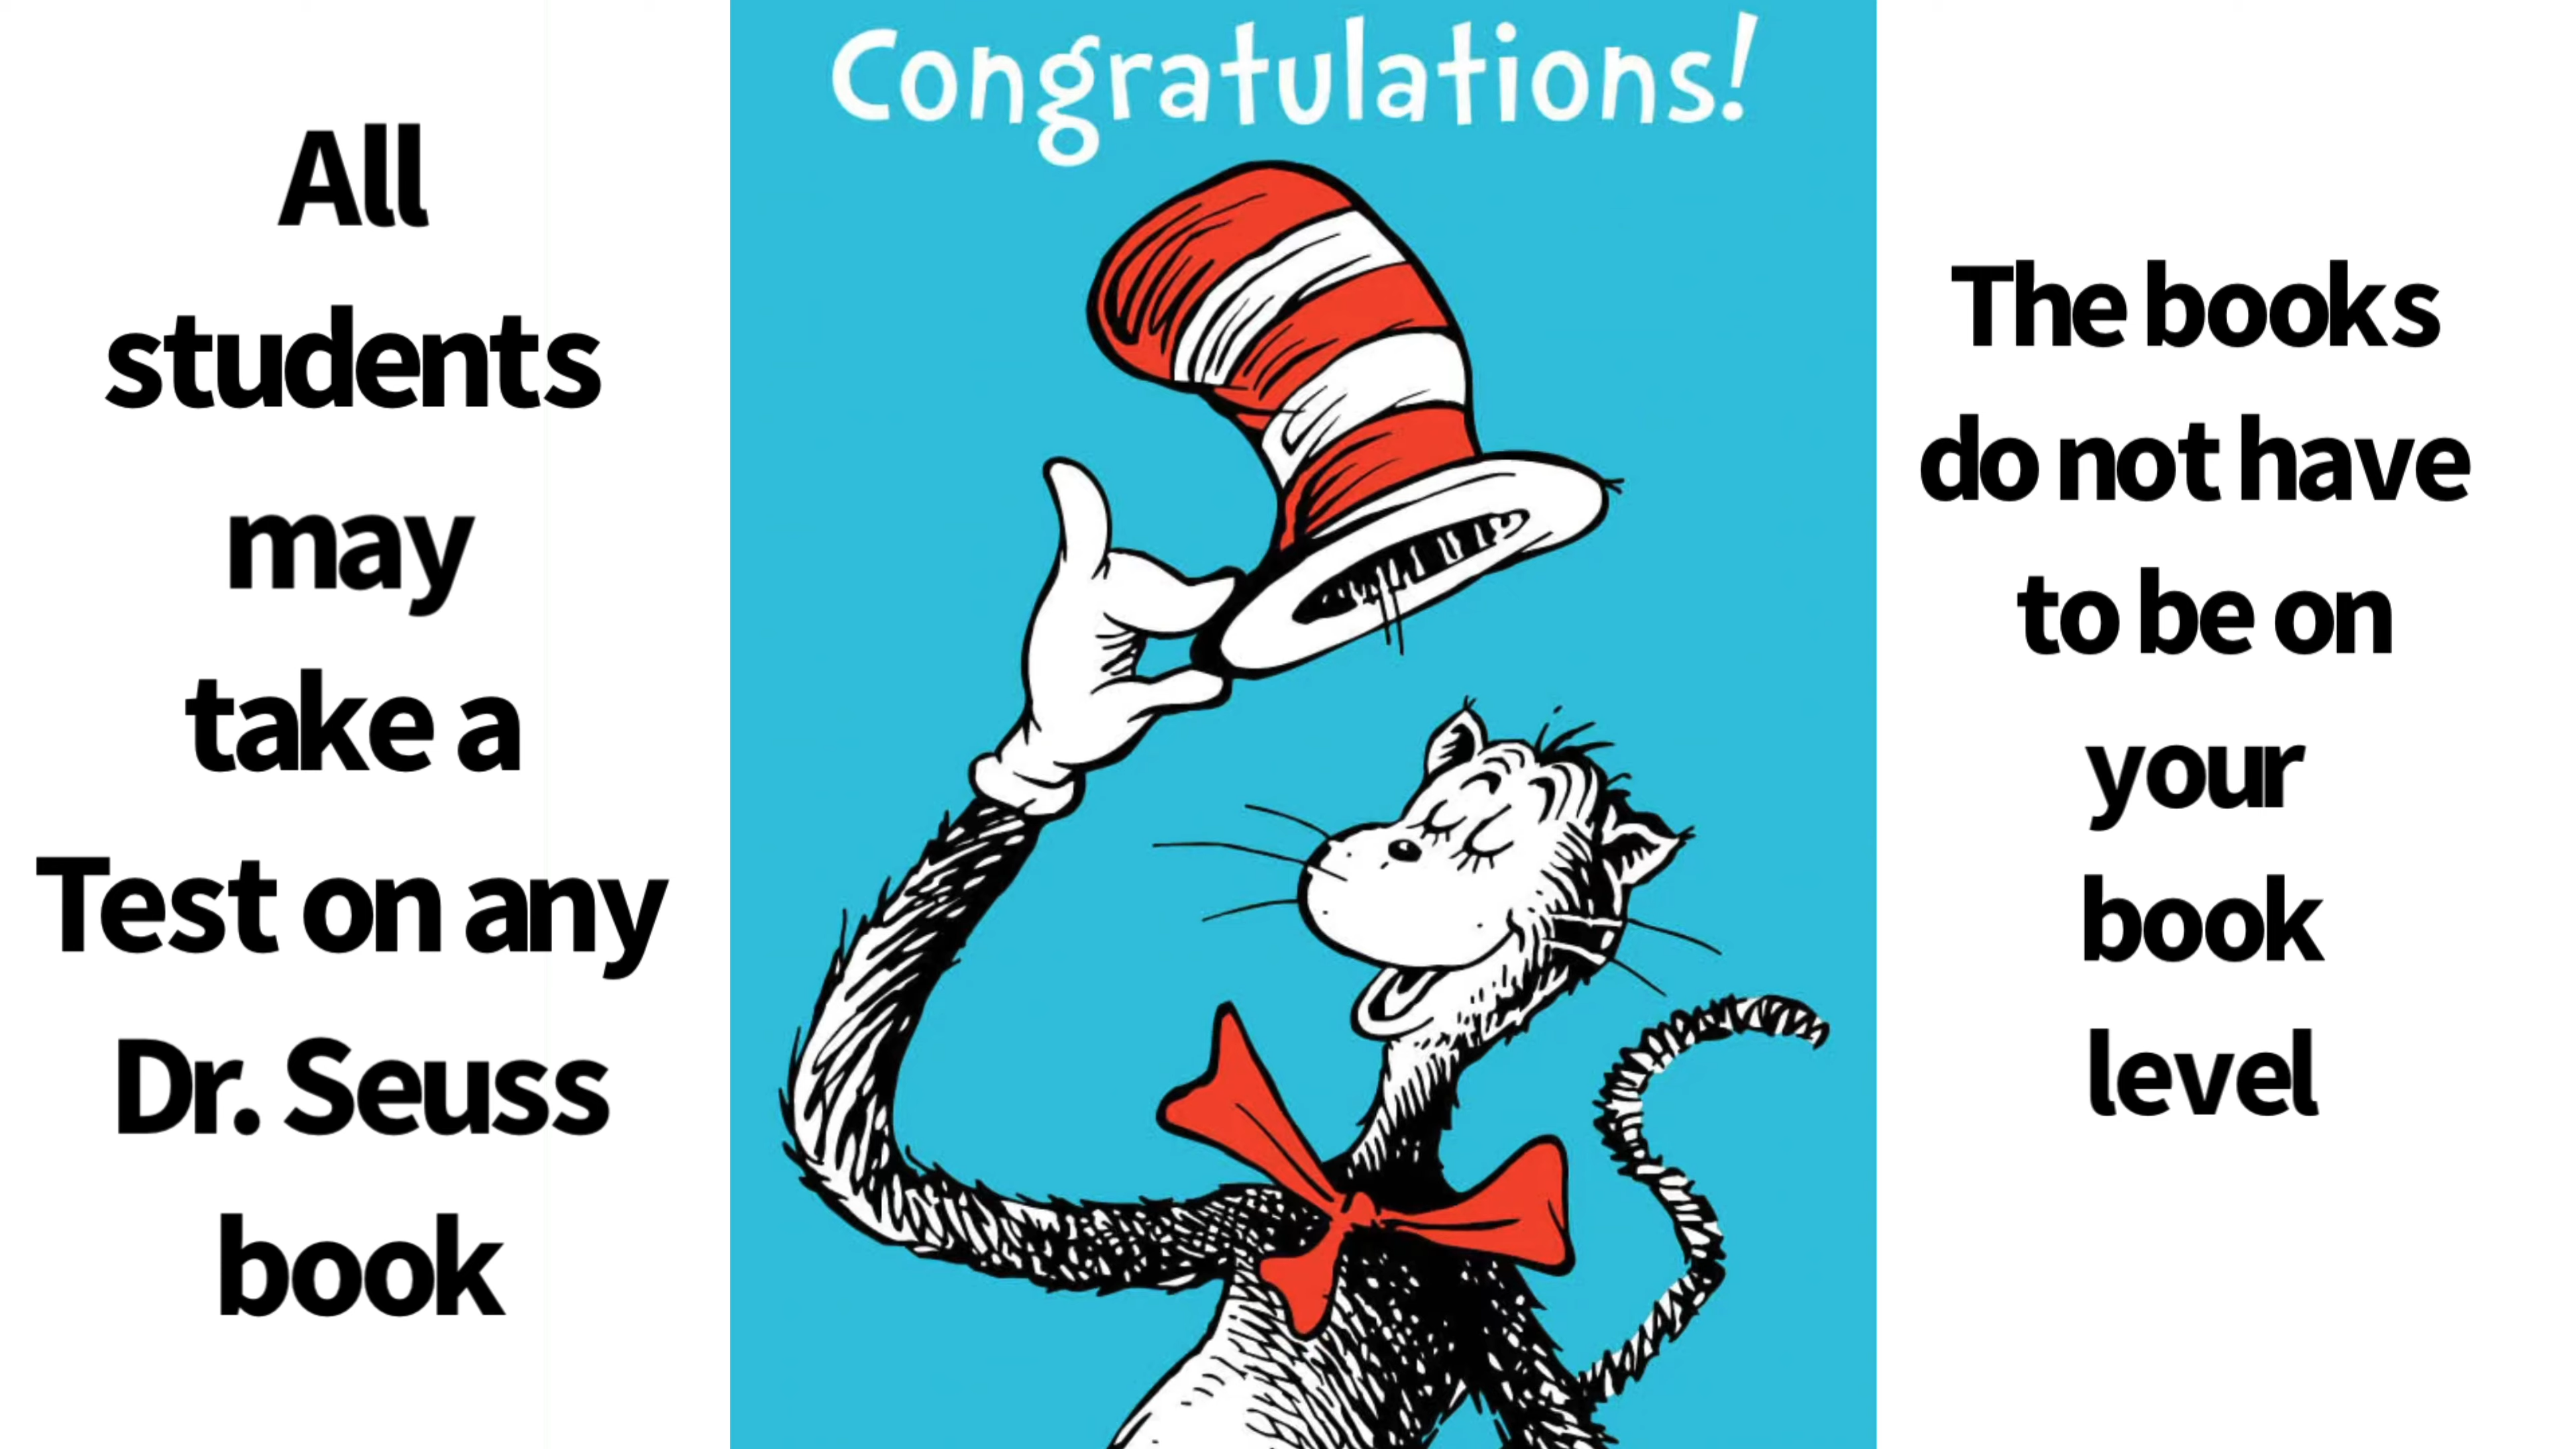 Congratulations!
All
students
may
take a
Test on any
Dr. Seuss
book
The books
do not have
to be on
your
book
level